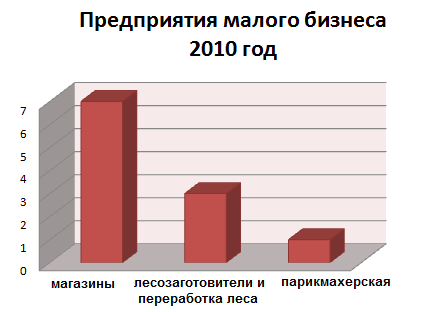 Предприятия малого бизнеса
2010 год
7
6
5
4
3
2
1
0
магазины
лесозаготовители и
переработка леса
парикмахерская